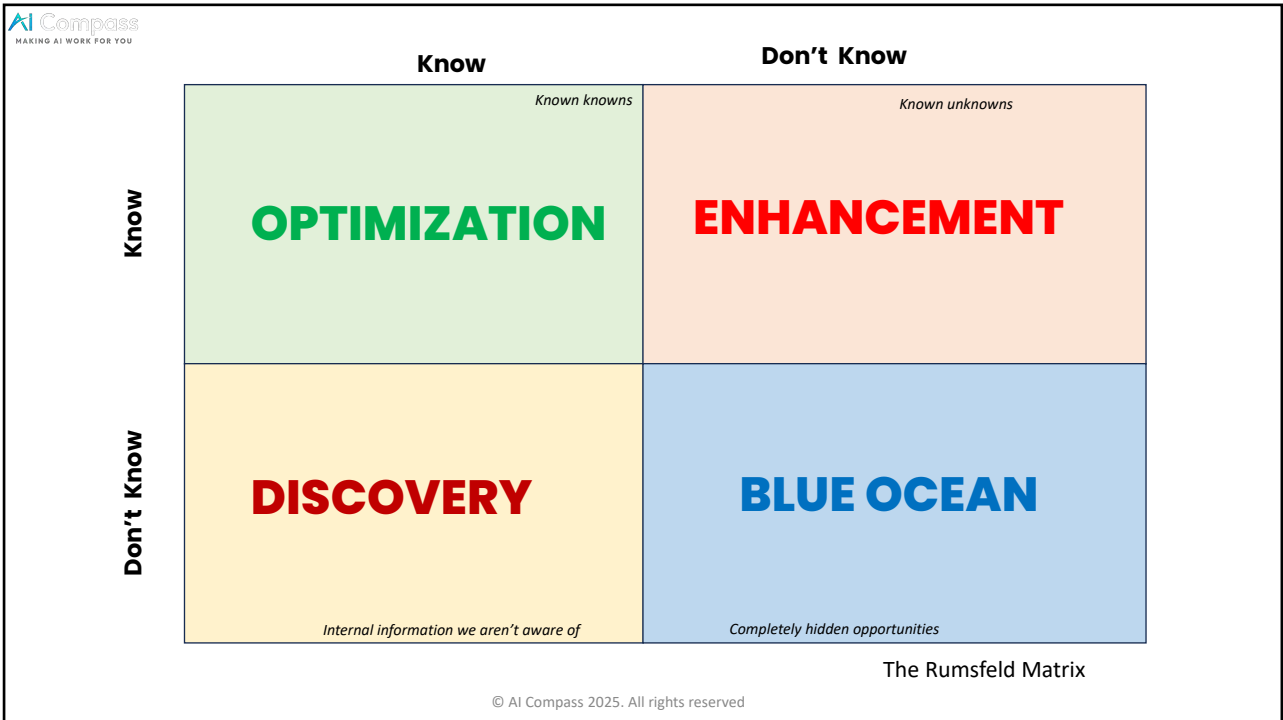 AI Compass
MAKING AI WORK FOR YOU
Know
Don’t Know
Known knowns
Known unknowns
Know
OPTIMIZATION
ENHANCEMENT
Don’t Know
DISCOVERY
BLUE OCEAN
Internal information we aren’t aware of
Completely hidden opportunities
The Rumsfeld Matrix
© AI Compass 2025. All rights reserved